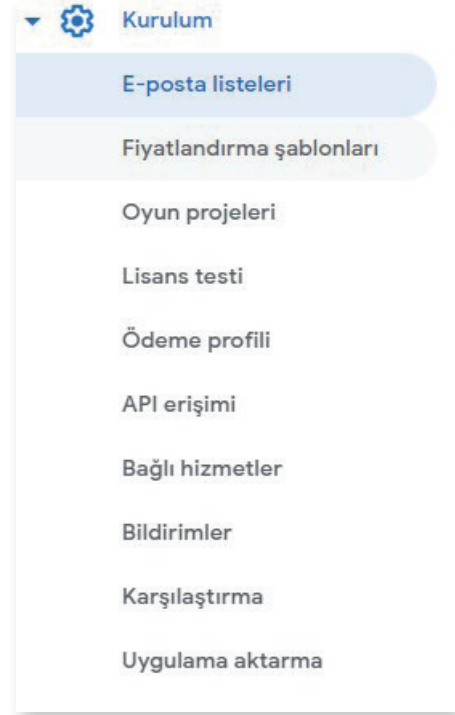 Kurulum
E-posta listeleri
Fiyatlandırma şablonları
Oyun projeleri
Lisans testi
Ödeme profili
API erişimi
Bağlı hizmetler
Bildirimler
Karşılaştırma
Uygulama aktarma